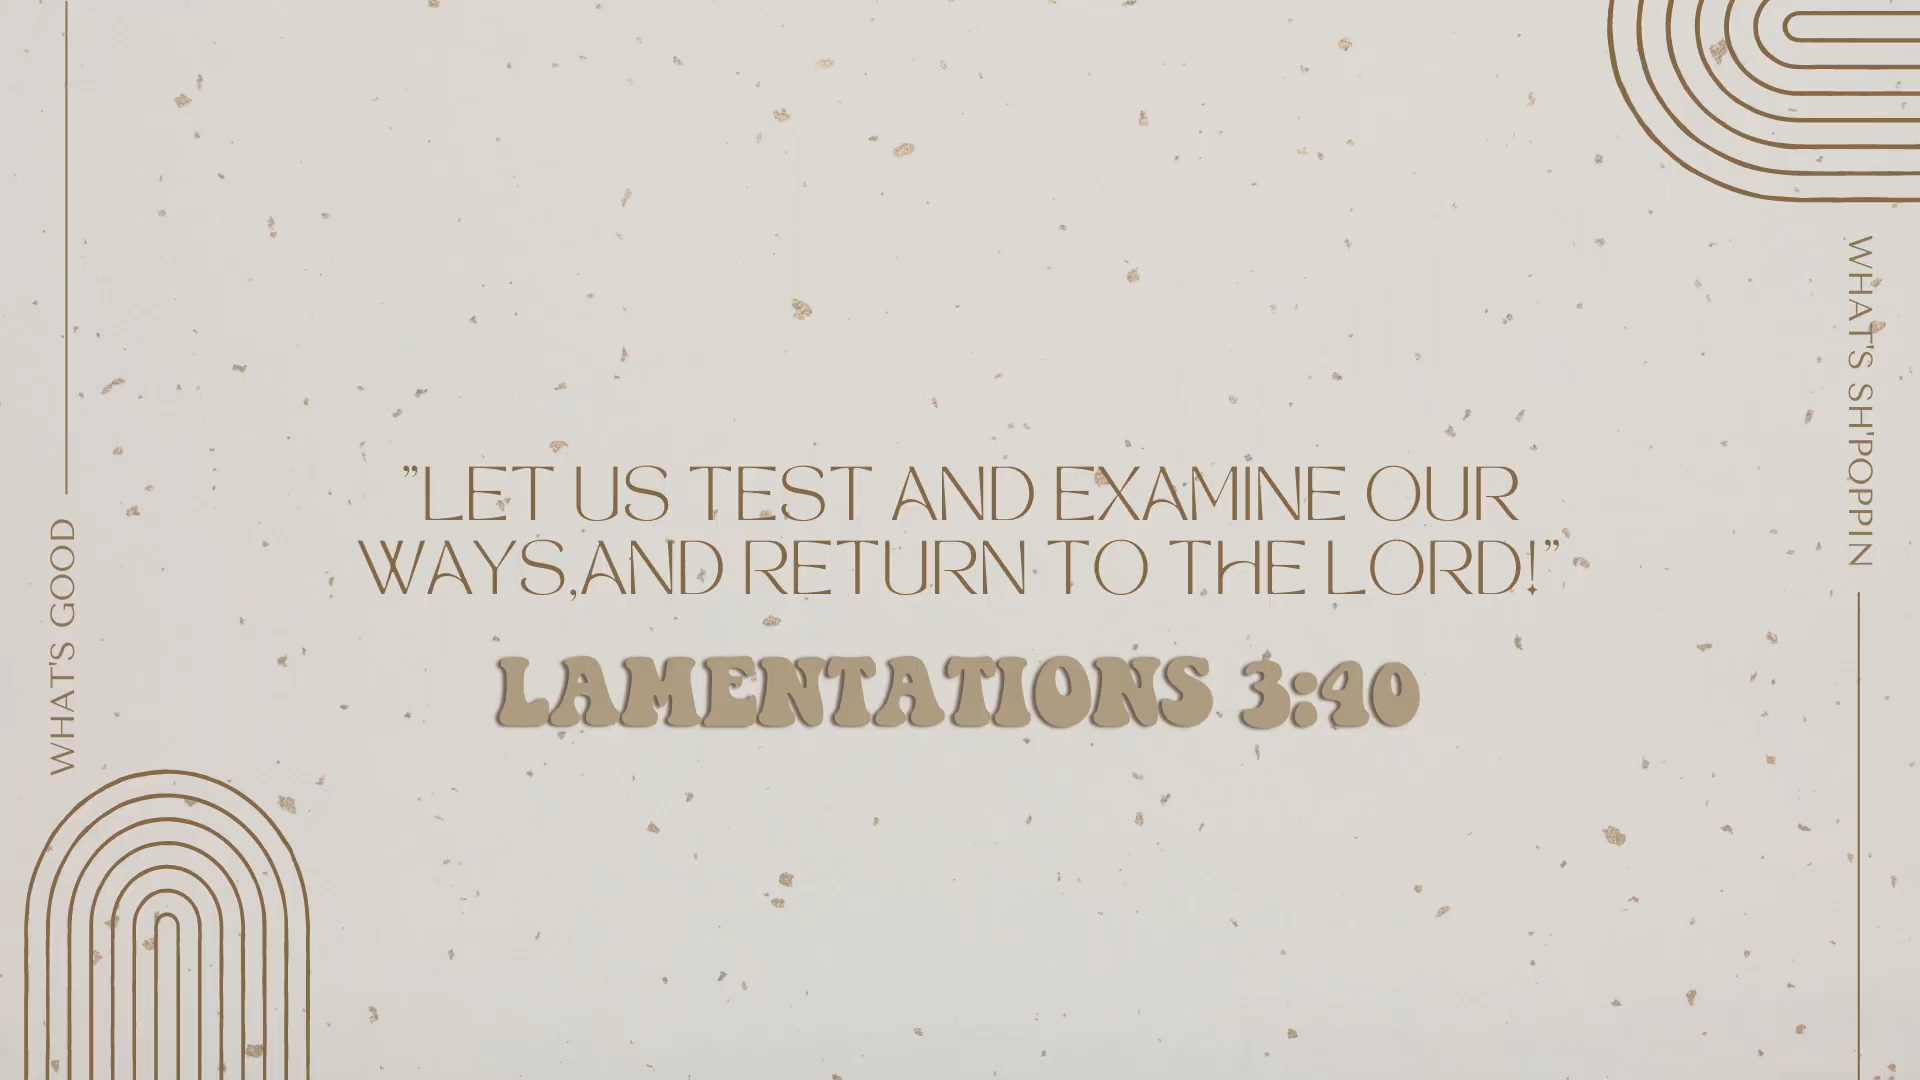 WHAT'S GOOD
”LET US TEST AND EXAMINE OUR
WAYS,AND RETURN TO THE LORD!”
LAMENTATIONS 3:40
WHAT'S SH'POPPIN